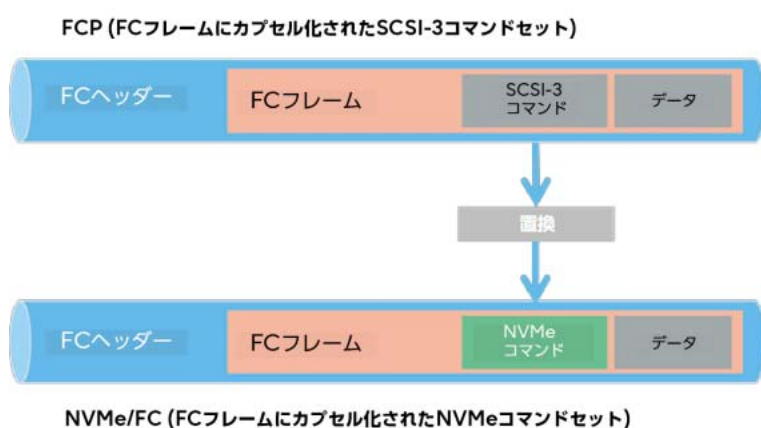 FCP (FCフレームにカプセル化されたSCSI-3コマンドセット)
FCヘッダー
FCフレーム
SCSI-3
コマンド
データ
置換
FCヘッダー
FCフレーム
NVMe
コマンド
データ
NVMe/FC (FCフレームにカプセル化されたNVMeコマンドセット)